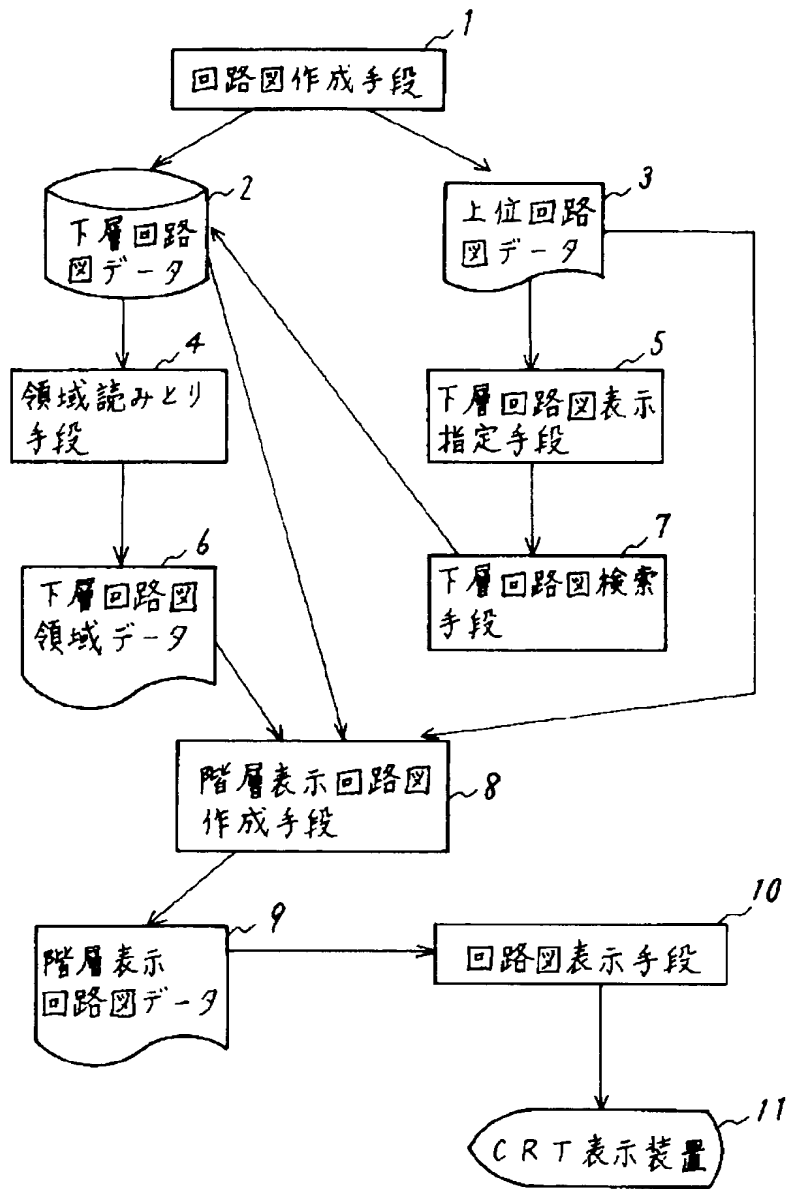 1
回路図作成手段
2
下層回路
図データ
3
上位回路
図データ
4
領域読みとり
手段
5
下層回路図表示
指定手段
6
下層回路図
領域データ
7
下層回路図検索
手段
階層表示回路図
作成手段
8
9
階層表示
回路図データ
10
回路図表示手段
11
CRT表示装置